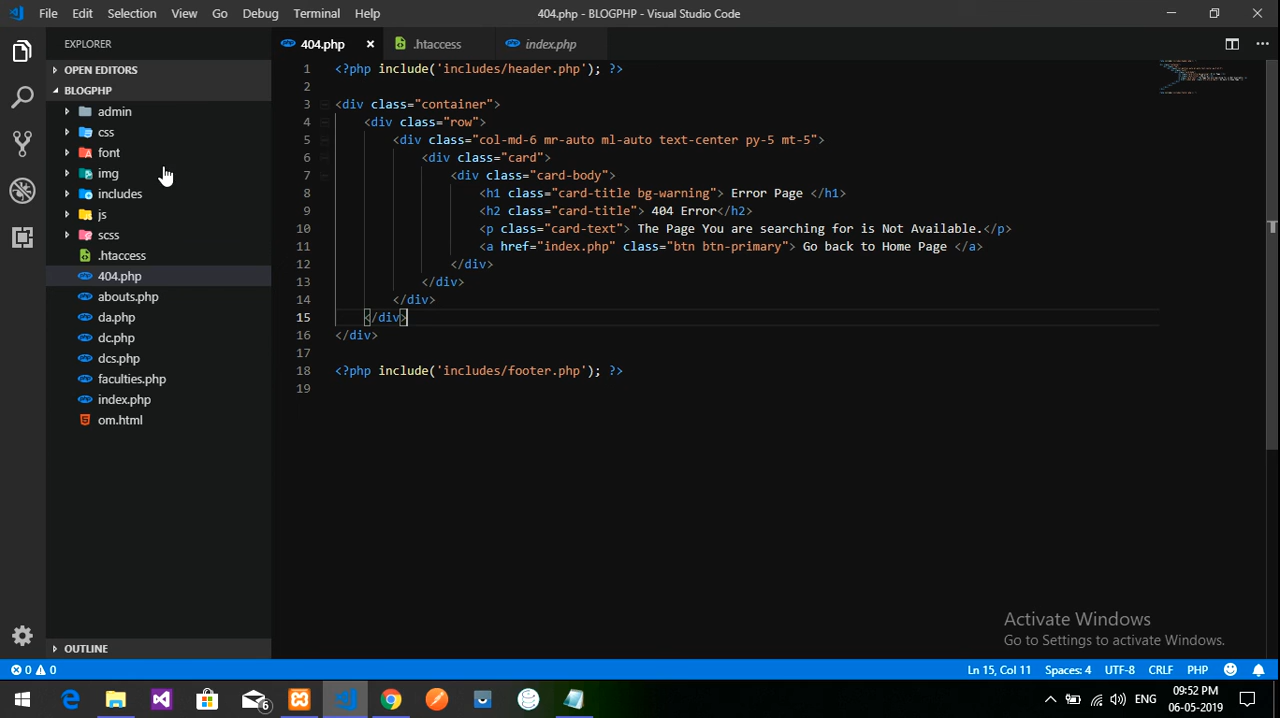 File Edit Selection View Go Debug Terminal Help 404.php - BLOGPHP - Visual Studio Code
EXPLORER
OPEN EDITORS
BLOGPHP
admin
css
font
img
includes
js
scss
.htaccess
404.php
abouts.php
da.php
dc.php
dcs.php
faculties.php
index.php
om.html
OUTLINE
404.php × .htaccess index.php
1 <?php include('includes/header.php'); ?>
2
3 <div class="container">
4 <div class="row">
5 <div class="col-md-6 mr-auto ml-auto text-center py-5 mt-5">
6 <div class="card">
7 <div class="card-body">
8 <h1 class="card-title bg-warning"> Error Page </h1>
9 <h2 class="card-title"> 404 Error</h2>
10 <p class="card-text"> The Page You are searching for is Not Available.</p>
11 <a href="index.php" class="btn btn-primary"> Go back to Home Page </a>
12 </div>
13 </div>
14 </div>
15 </div>
16 </div>
17
18 <?php include('includes/footer.php'); ?>
19
Activate Windows
Go to Settings to activate Windows.
0 0 Ln 15, Col 11 Spaces: 4 UTF-8 CRLF PHP
6 ENG 09:52 PM
06-05-2019